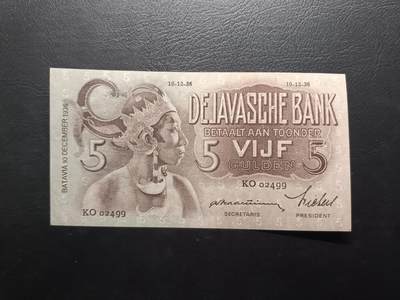 10-12-36
10-12-36
DE JAVASCHE BANK
BETAALT AAN TOONDER
5
5 VIJF 5
GULDEN
BATAVIA 10 DECEMBER 1936
KO 02499
KO 02499
SECRETARIS
PRESIDENT